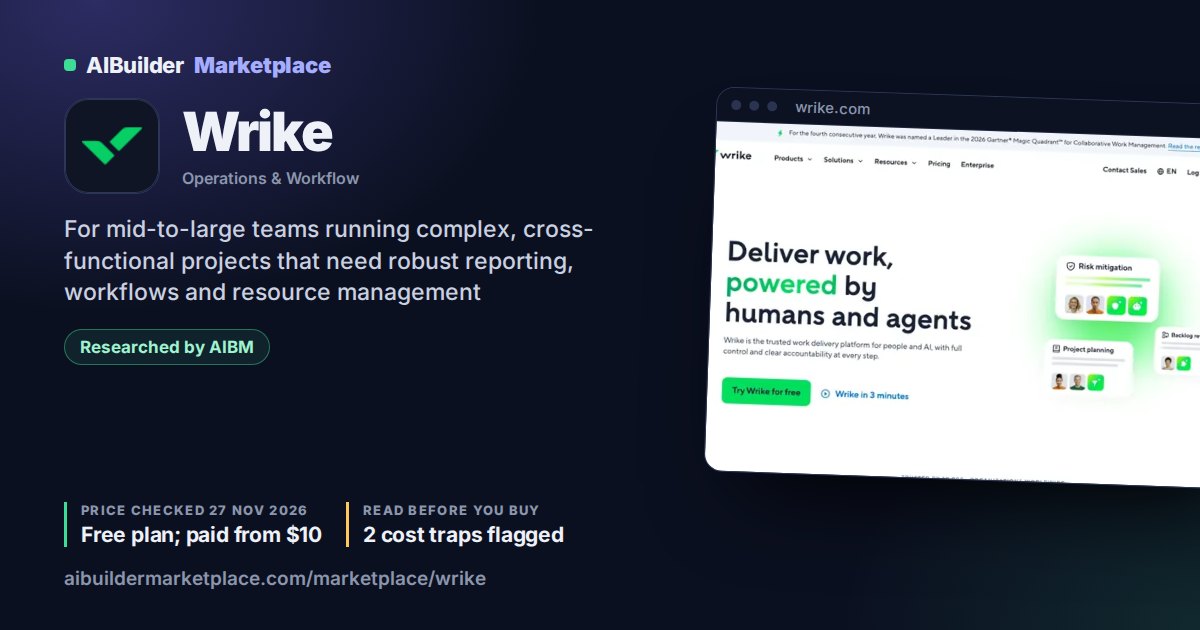 AIBuilder Marketplace
Wrike
Operations & Workflow
For mid-to-large teams running complex, cross-
functional projects that need robust reporting,
workflows and resource management
Researched by AIBM
PRICE CHECKED 27 NOV 2026
Free plan; paid from $10
READ BEFORE YOU BUY
2 cost traps flagged
aibuildermarketplace.com/marketplace/wrike
wrike.com
For the fourth consecutive year, Wrike was named a Leader in the 2026 Gartner® Magic Quadrant™ for Collaborative Work Management. Read the re
wrike
Products
Solutions
Resources
Pricing
Enterprise
Contact Sales
EN
Log
Deliver work,
powered by
humans and agents
Wrike is the trusted work delivery platform for people and AI, with full
control and clear accountability at every step.
Try Wrike for free
Wrike in 3 minutes
Risk mitigation
Project planning
Backlog re